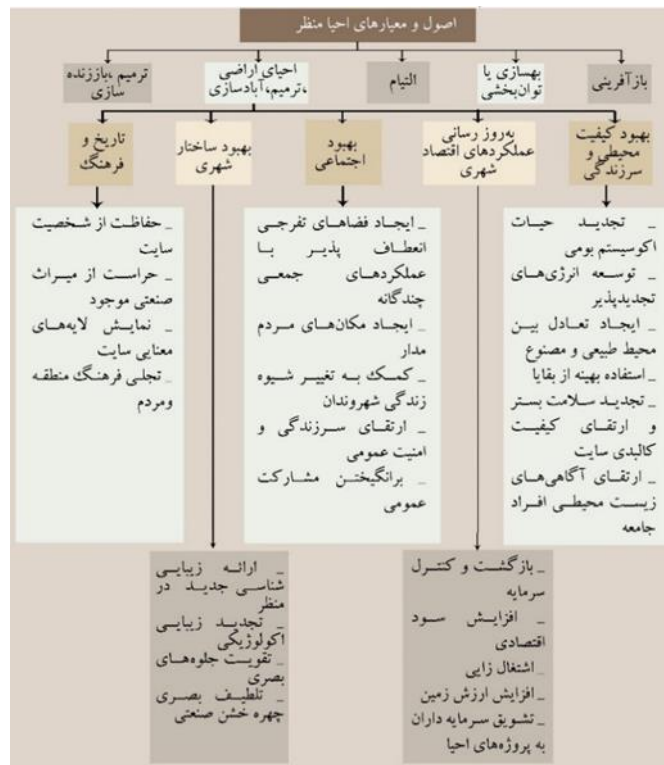 اصول و معیارهای احیا منظر
بازآفرینی
بهسازی یا
توان‌بخشی
التیام
احیای اراضی
،ترمیم،آبادسازی
ترمیم ،باززنده
سازی
بهبود کیفیت
محیطی و
سرزندگی
به‌روز رسانی
عملکردهای اقتصاد
شهری
بهبود
اجتماعی
بهبود ساختار
شهری
تاریخ و
فرهنگ
_ تجدید حیات
اکوسیستم بومی
_ توسعه انرژی‌های
تجدیدپذیر
_ ایجاد تعادل بین
محیط طبیعی و مصنوع
_ استفاده بهینه از بقایا
_ تجدید سلامت بستر
و ارتقای کیفیت
کالبدی سایت
_ ارتقای آگاهی‌های
زیست محیطی افراد
جامعه
_ ایجاد فضاهای تفرجی
انعطاف پذیر با
عملکردهای جمعی
چندگانه
_ ایجاد مکان‌های مردم
مدار
_ کمک به تغییر شیوه
زندگی شهروندان
_ ارتقای سرزندگی و
امنیت عمومی
_ برانگیختن مشارکت
عمومی
_ حفاظت از شخصیت
سایت
_ حراست از میراث
صنعتی موجود
_ نمایش لایه‌های
معنایی سایت
_ تجلی فرهنگ منطقه
ومردم
_ بازگشت و کنترل
سرمایه
_ افزایش سود
اقتصادی
_ اشتغال زایی
_ افزایش ارزش زمین
_ تشویق سرمایه داران
به پروژه‌های احیا
_ ارائه زیبایی
شناسی جدید در
منظر
_ تجدید زیبایی
اکولوژیکی
_ تقویت جلوه‌های
بصری
_ تلطیف بصری
چهره خشن صنعتی